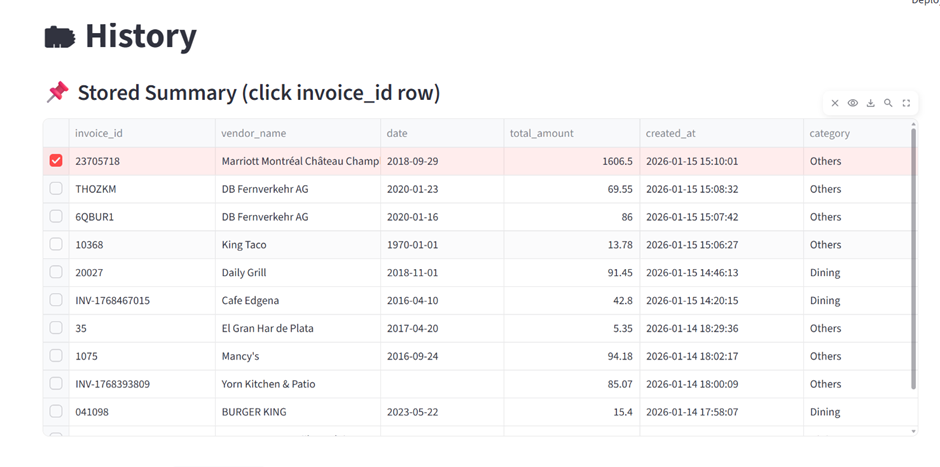 Deploy
History
Stored Summary (click invoice_id row)
invoice_id vendor_name date total_amount created_at category
23705718 Marriott Montréal Château Champ 2018-09-29 1606.5 2026-01-15 15:10:01 Others
THOZKM DB Fernverkehr AG 2020-01-23 69.55 2026-01-15 15:08:32 Others
6QBUR1 DB Fernverkehr AG 2020-01-16 86 2026-01-15 15:07:42 Others
10368 King Taco 1970-01-01 13.78 2026-01-15 15:06:27 Others
20027 Daily Grill 2018-11-01 91.45 2026-01-15 14:46:13 Dining
INV-1768467015 Cafe Edgena 2016-04-10 42.8 2026-01-15 14:20:15 Dining
35 El Gran Har de Plata 2017-04-20 5.35 2026-01-14 18:29:36 Others
1075 Mancy's 2016-09-24 94.18 2026-01-14 18:02:17 Others
INV-1768393809 Yorn Kitchen & Patio 85.07 2026-01-14 18:00:09 Others
041098 BURGER KING 2023-05-22 15.4 2026-01-14 17:58:07 Dining